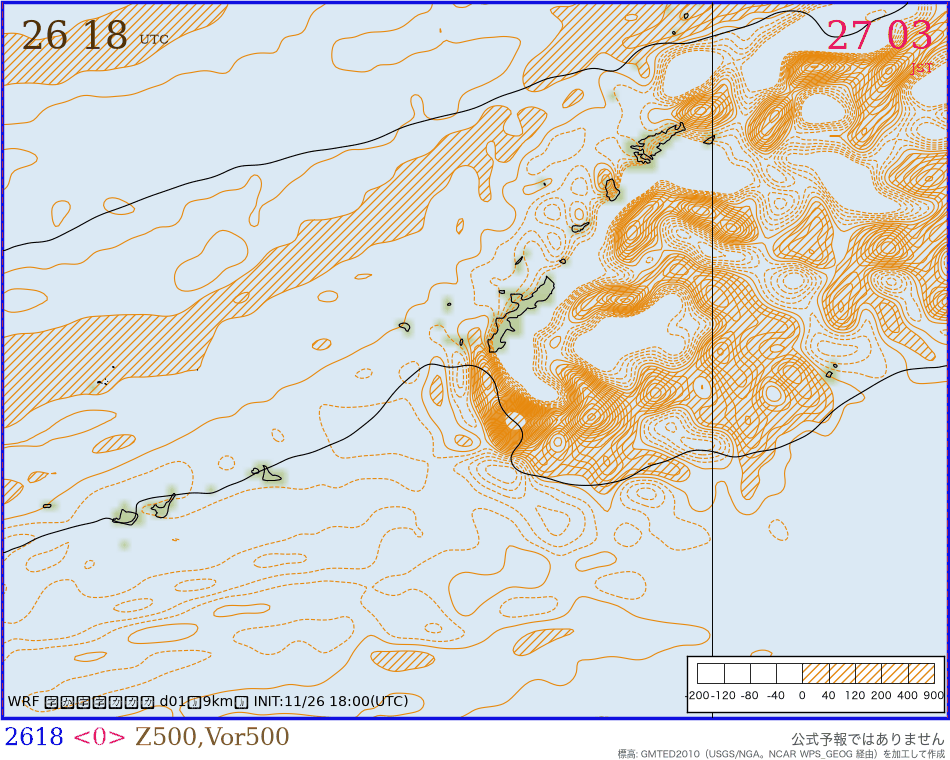 26 18 UTC
27 03
JST
-200 -120 -80 -40 0 40 120 200 400 900
WRF d01 9km INIT:11/26 18:00(UTC)
2618 <0> Z500,Vor500
公式予報ではありません
標高: GMTED2010（USGS/NGA。NCAR WPS_GEOG 経由）を加工して作成